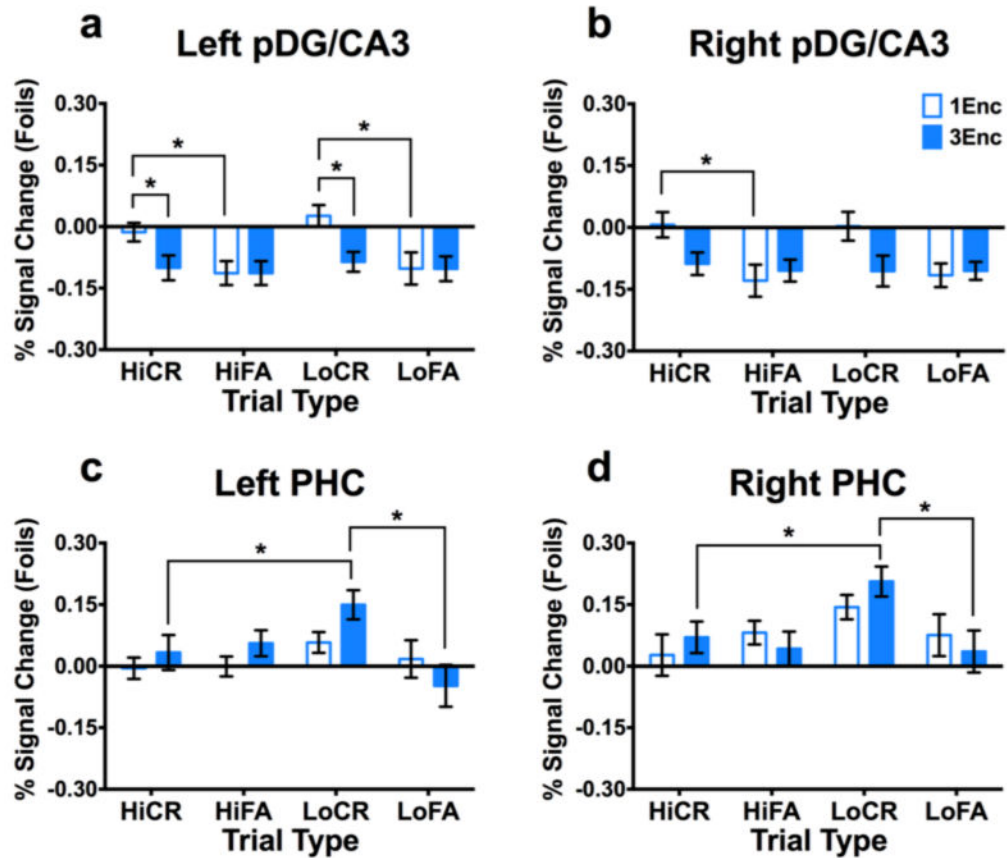 a
Left pDG/CA3
% Signal Change (Foils)
0.30
0.15
0.00
-0.15
-0.30
*
*
*
*
HiCR HiFA LoCR LoFA
Trial Type
b
Right pDG/CA3
1Enc
3Enc
% Signal Change (Foils)
0.30
0.15
0.00
-0.15
-0.30
*
HiCR HiFA LoCR LoFA
Trial Type
c
Left PHC
% Signal Change (Foils)
0.30
0.15
0.00
-0.15
-0.30
*
*
HiCR HiFA LoCR LoFA
Trial Type
d
Right PHC
% Signal Change (Foils)
0.30
0.15
0.00
-0.15
-0.30
*
*
HiCR HiFA LoCR LoFA
Trial Type